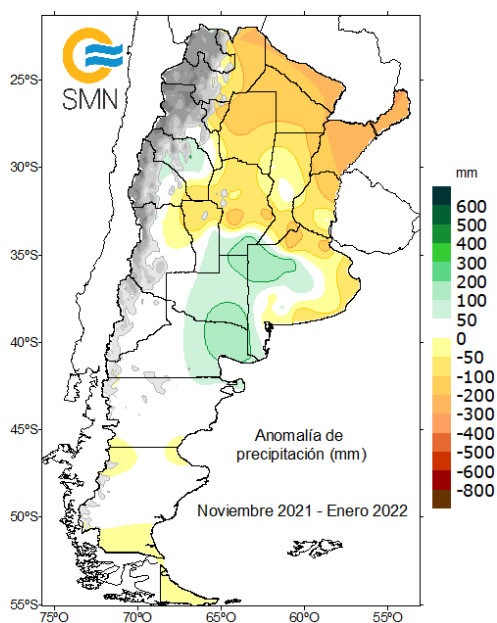 SMN
25°S
30°S
35°S
40°S
45°S
50°S
55°S
75°O
70°O
65°O
60°O
55°O
mm
600
500
400
300
200
100
50
0
-50
-100
-200
-300
-400
-500
-600
-800
Anomalía de
precipitación (mm)
Noviembre 2021 - Enero 2022